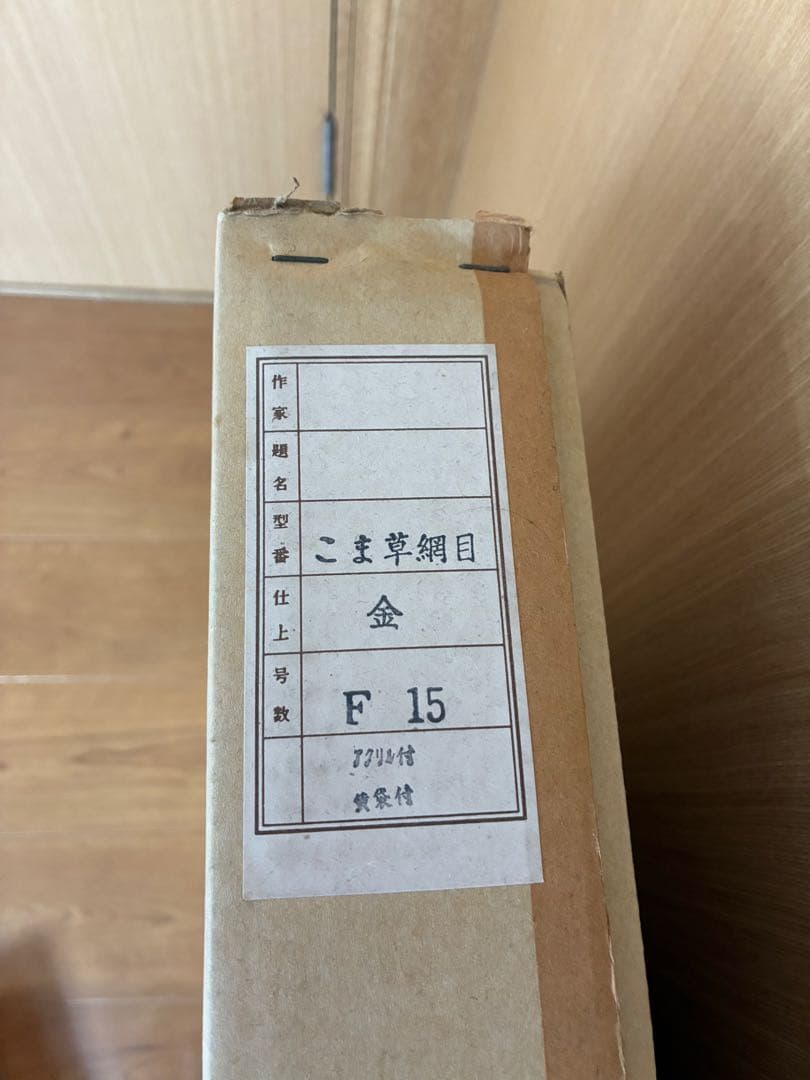 作家
題名
型番 こま草網目
仕上 金
号数 F 15
アクリル付
黄袋付